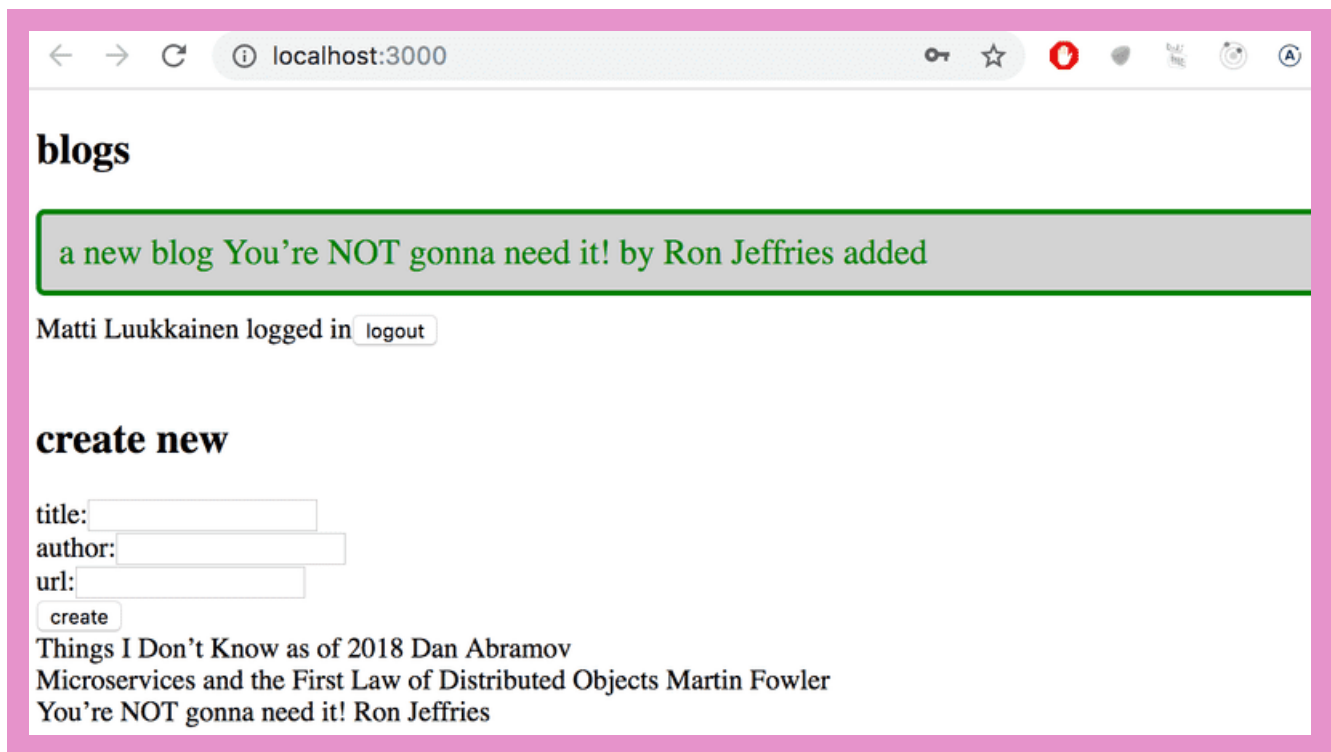 localhost:3000
blogs
a new blog You’re NOT gonna need it! by Ron Jeffries added
Matti Luukkainen logged in logout
create new
title:
author:
url:
create
Things I Don’t Know as of 2018 Dan Abramov
Microservices and the First Law of Distributed Objects Martin Fowler
You’re NOT gonna need it! Ron Jeffries